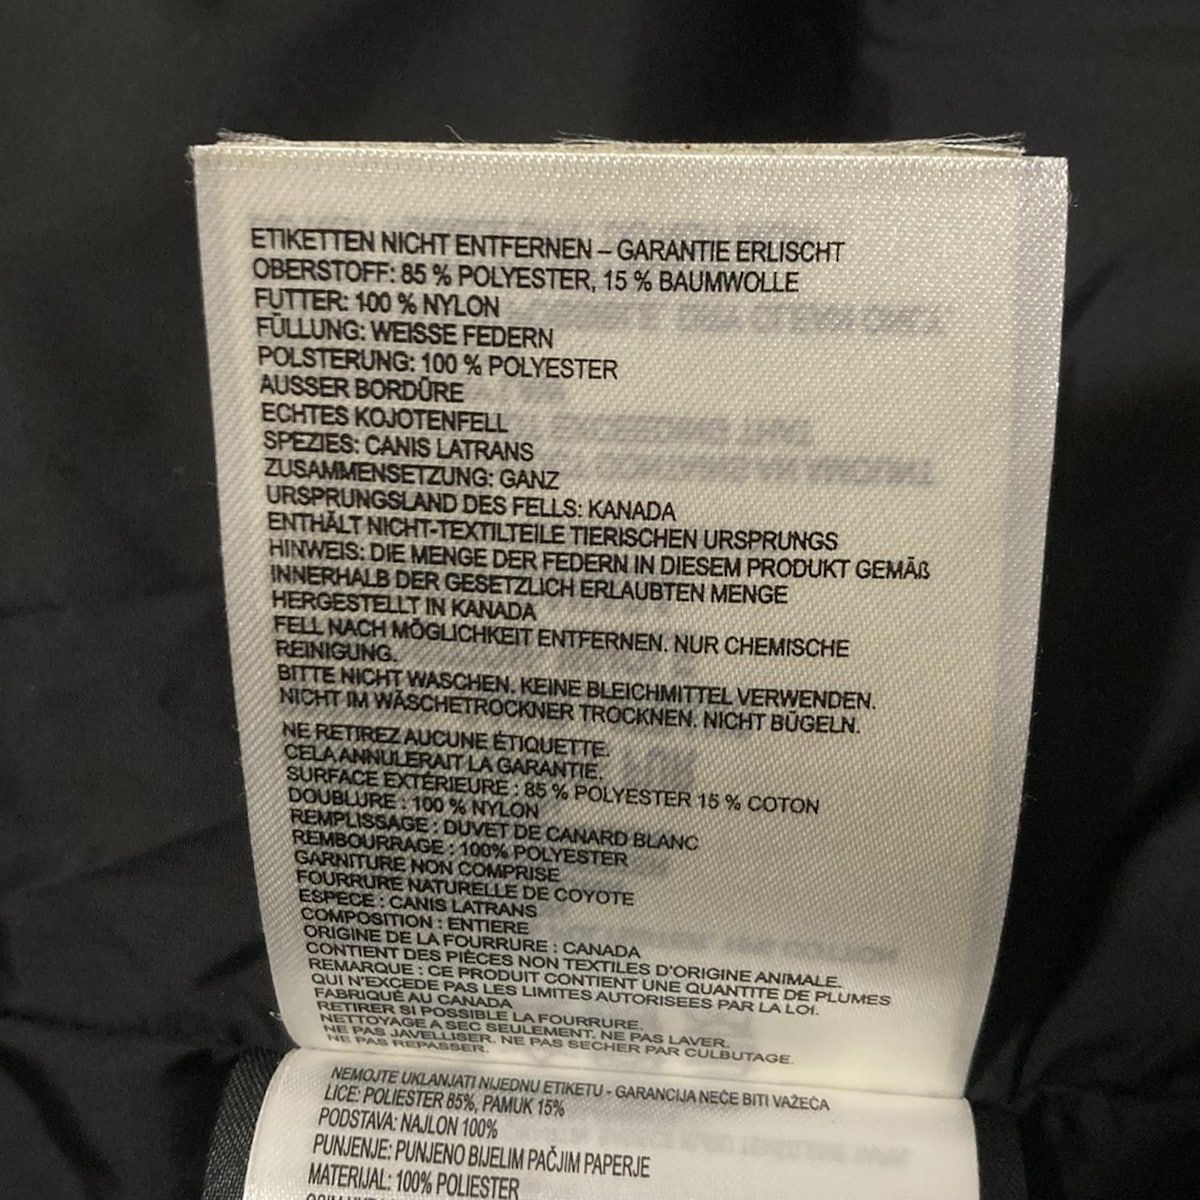 ETIKETTEN NICHT ENTFERNEN – GARANTIE ERLISCHT
OBERSTOFF: 85 % POLYESTER, 15 % BAUMWOLLE
FUTTER: 100 % NYLON
FÜLLUNG: WEISSE FEDERN
POLSTERUNG: 100 % POLYESTER
AUSSER BORDÜRE
ECHTES KOJOTENFELL
SPEZIES: CANIS LATRANS
ZUSAMMENSETZUNG: GANZ
URSPRUNGSLAND DES FELLS: KANADA
ENTHÄLT NICHT-TEXTILTEILE TIERISCHEN URSPRUNGS
HINWEIS: DIE MENGE DER FEDERN IN DIESEM PRODUKT GEMÄß
INNERHALB DER GESETZLICH ERLAUBTEN MENGE
HERGESTELLT IN KANADA
FELL NACH MÖGLICHKEIT ENTFERNEN. NUR CHEMISCHE
REINIGUNG.
BITTE NICHT WASCHEN. KEINE BLEICHMITTEL VERWENDEN.
NICHT IM WÄSCHETROCKNER TROCKNEN. NICHT BÜGELN.
NE RETIREZ AUCUNE ÉTIQUETTE.
CELA ANNULERAIT LA GARANTIE.
SURFACE EXTÉRIEURE : 85 % POLYESTER 15 % COTON
DOUBLURE : 100 % NYLON
REMPLISSAGE : DUVET DE CANARD BLANC
REMBOURRAGE : 100% POLYESTER
GARNITURE NON COMPRISE
FOURRURE NATURELLE DE COYOTE
ESPECE : CANIS LATRANS
COMPOSITION : ENTIERE
ORIGINE DE LA FOURRURE : CANADA
CONTIENT DES PIÈCES NON TEXTILES D'ORIGINE ANIMALE.
REMARQUE : CE PRODUIT CONTIENT UNE QUANTITE DE PLUMES
QUI N'EXCEDE PAS LES LIMITES AUTORISEES PAR LA LOI.
FABRIQUÉ AU CANADA
RETIRER SI POSSIBLE LA FOURRURE.
NETTOYAGE A SEC SEULEMENT. NE PAS LAVER.
NE PAS JAVELLISER. NE PAS SECHER PAR CULBUTAGE.
NE PAS REPASSER.
NEMOJTE UKLANJATI NIJEDNU ETIKETU - GARANCIJA NEĆE BITI VAŽEĆA
LICE: POLIESTER 85%, PAMUK 15%
PODSTAVA: NAJLON 100%
PUNJENJE: PUNJENO BIJELIM PAČJIM PAPERJE
MATERIJAL: 100% POLIESTER